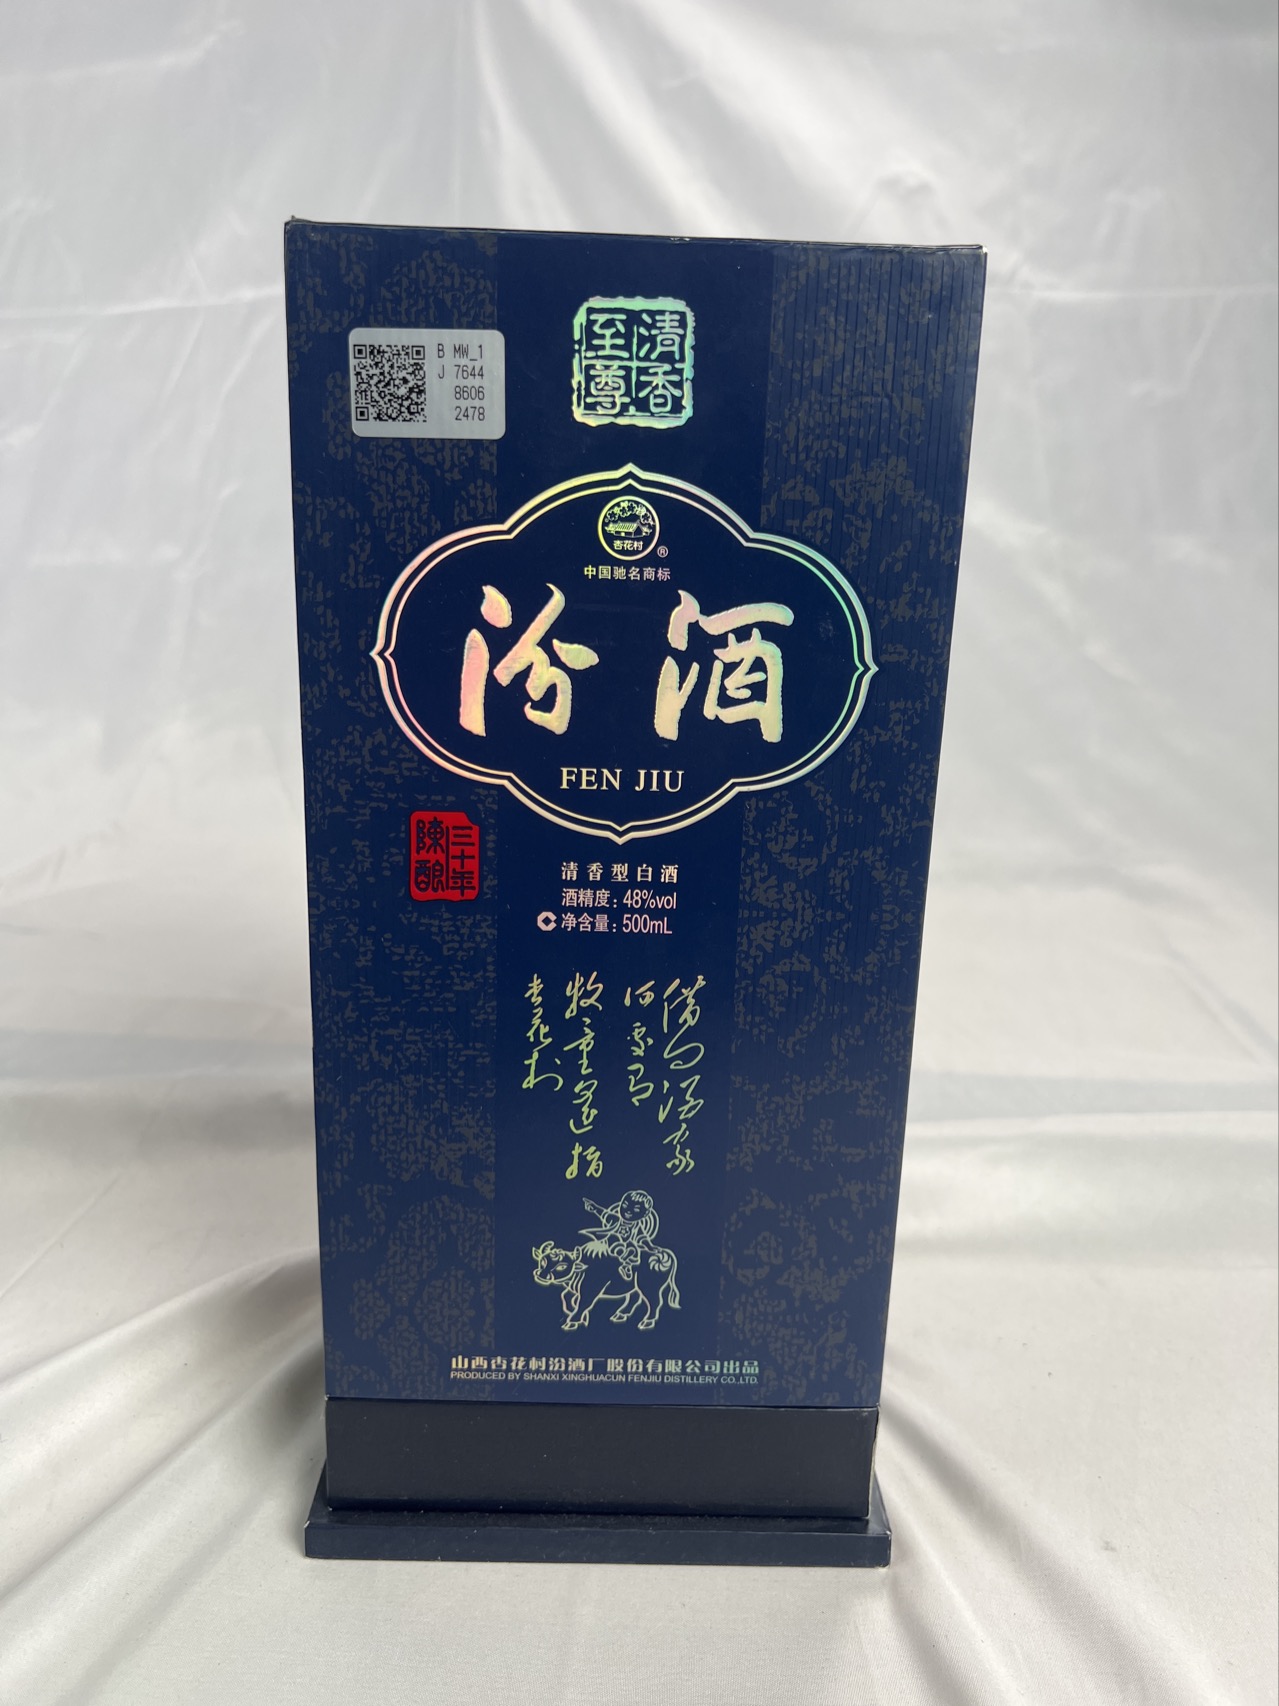 清香
至尊
B MW_1
J 7644
8606
2478
杏花村
®
中国驰名商标
汾酒
FEN JIU
三十年
陳酿
清香型白酒
酒精度：48%vol
净含量：500mL
借问酒家
何处有
牧童遥指
杏花村
山西杏花村汾酒厂股份有限公司出品
PRODUCED BY SHANXI XINGHUACUN FENJIU DISTILLERY CO.,LTD.